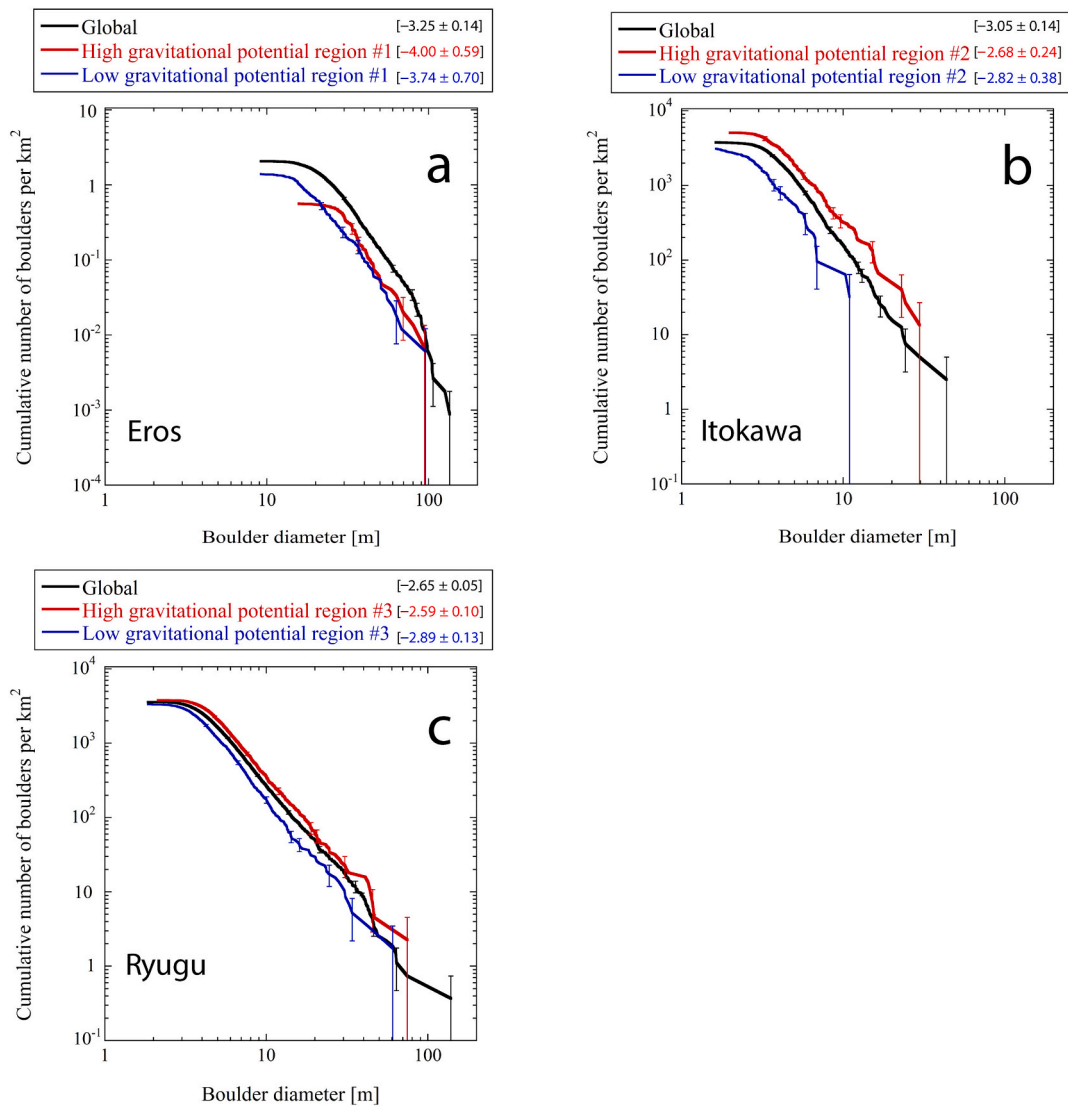 Global [−3.25 ± 0.14]
High gravitational potential region #1 [−4.00 ± 0.59]
Low gravitational potential region #1 [−3.74 ± 0.70]
10
1
10-1
10-2
10-3
10-4
Cumulative number of boulders per km2
a
Eros
1 10 100
Boulder diameter [m]
Global [−3.05 ± 0.14]
High gravitational potential region #2 [−2.68 ± 0.24]
Low gravitational potential region #2 [−2.82 ± 0.38]
104
103
102
10
1
10-1
Cumulative number of boulders per km2
b
Itokawa
1 10 100
Boulder diameter [m]
Global [−2.65 ± 0.05]
High gravitational potential region #3 [−2.59 ± 0.10]
Low gravitational potential region #3 [−2.89 ± 0.13]
104
103
102
10
1
10-1
Cumulative number of boulders per km2
c
Ryugu
1 10 100
Boulder diameter [m]